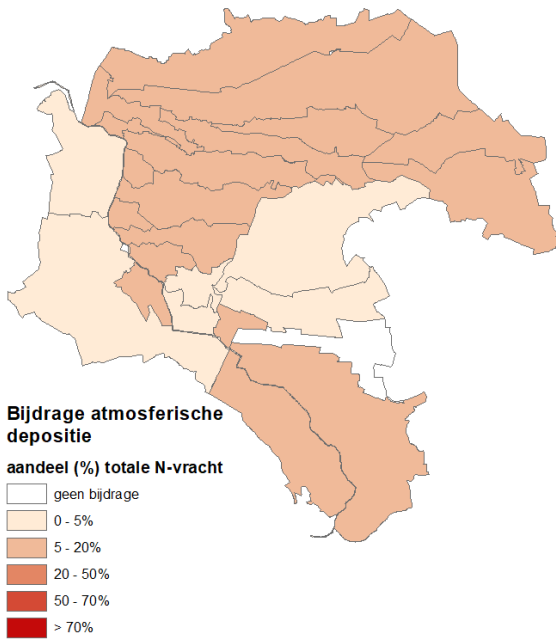 Bijdrage atmosferische
depositie
aandeel (%) totale N-vracht
geen bijdrage
0 - 5%
5 - 20%
20 - 50%
50 - 70%
> 70%